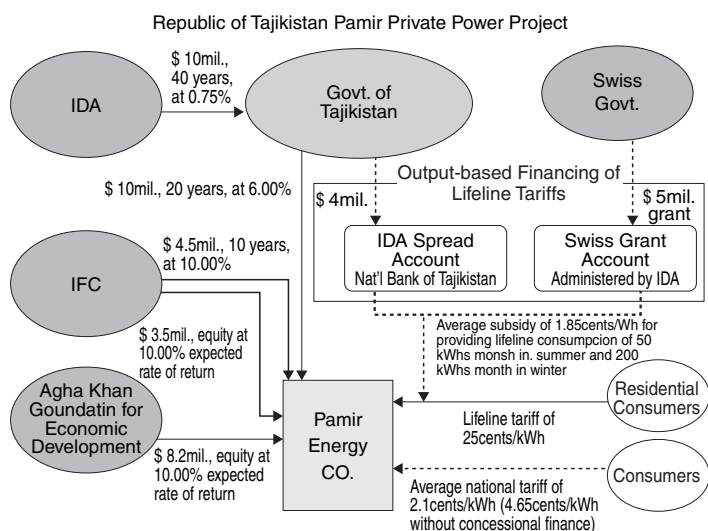 Republic of Tajikistan Pamir Private Power Project
IDA
$ 10mil.,
40 years,
at 0.75%
Govt. of
Tajikistan
Swiss
Govt.
$ 10mil., 20 years, at 6.00%
Output-based Financing of
Lifeline Tariffs
$ 4mil.
$ 5mil.
grant
IDA Spread
Account
Nat'l Bank of Tajikistan
Swiss Grant
Account
Administered by IDA
IFC
$ 4.5mil., 10 years,
at 10.00%
$ 3.5mil., equity at
10.00% expected
rate of return
Average subsidy of 1.85cents/Wh for
providing lifeline consumpcion of 50
kWhs monsh in. summer and 200
kWhs month in winter
Agha Khan
Goundatin for
Economic
Development
$ 8.2mil., equity at
10.00% expected
rate of return
Pamir
Energy
CO.
Residential
Consumers
Lifeline tariff of
25cents/kWh
Consumers
Average national tariff of
2.1cents/kWh (4.65cents/kWh
without concessional finance)